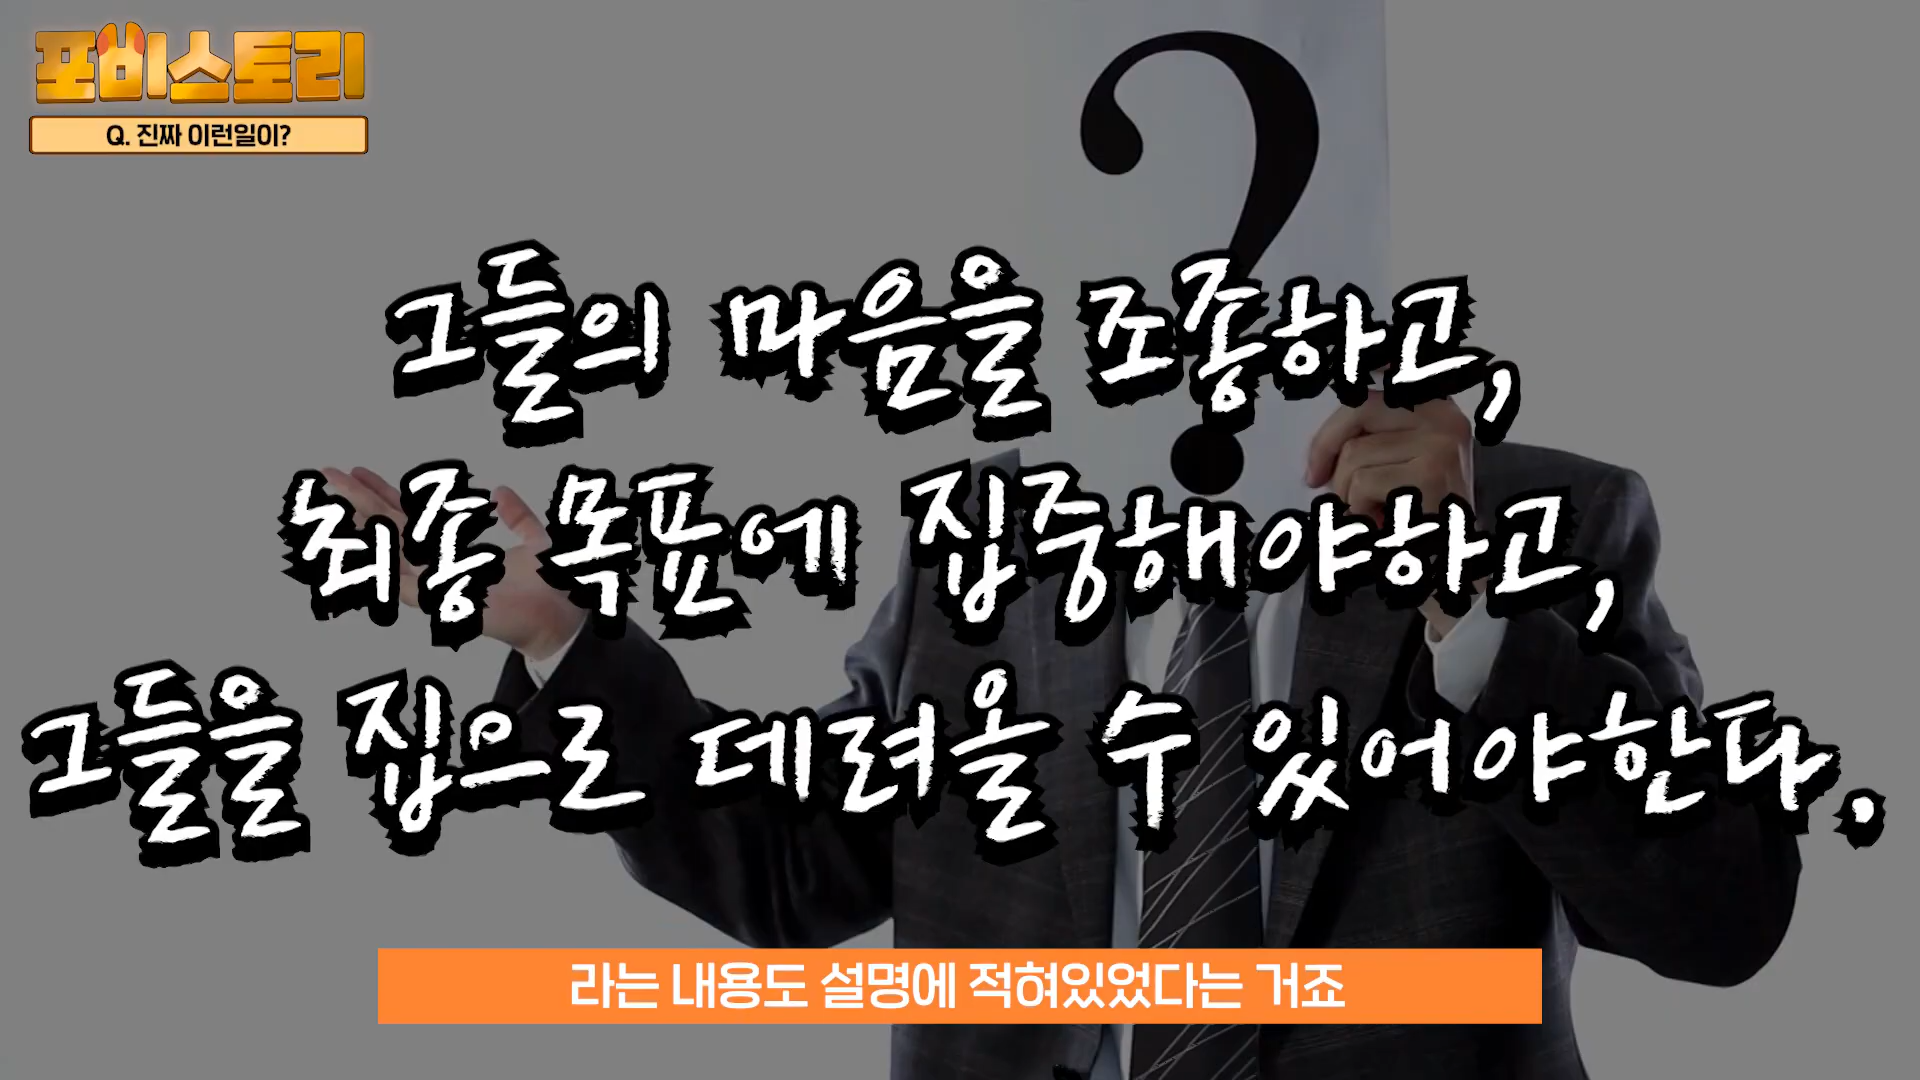 포비스토리
Q. 진짜 이런일이?
?
그들의 마음을 조종하고,
최종 목표에 집중해야하고,
그들을 집으로 데려올 수 있어야한다.
라는 내용도 설명에 적혀있었다는 거죠